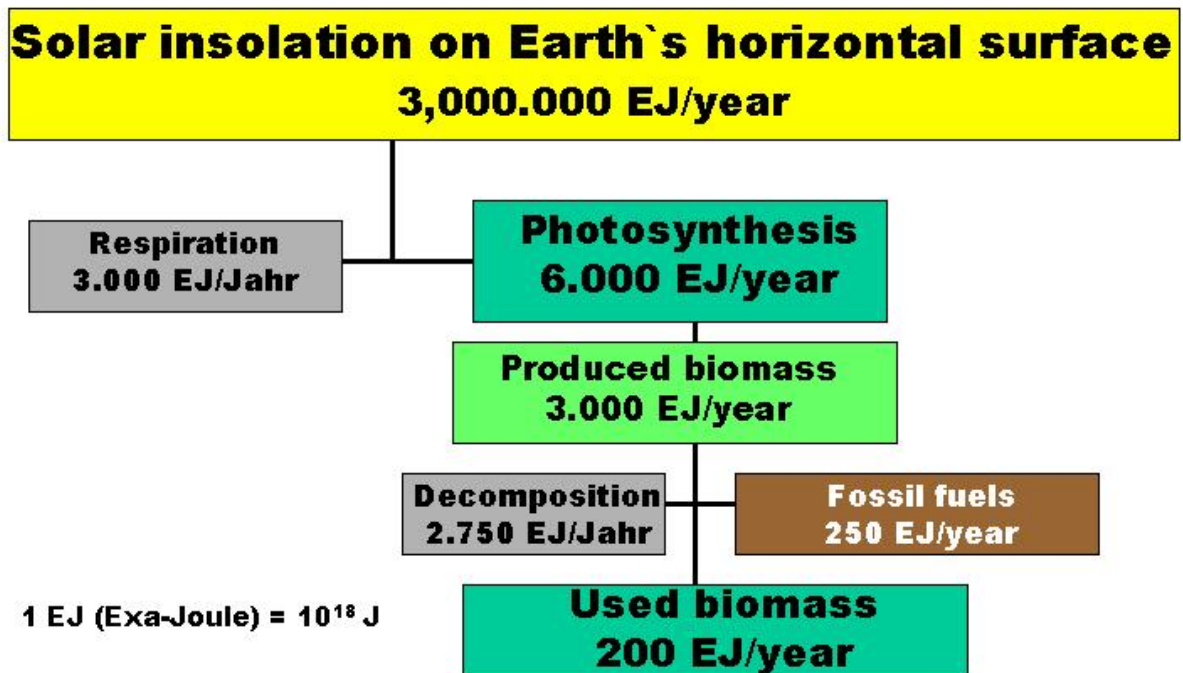 Solar insolation on Earth`s horizontal surface
3,000.000 EJ/year
Respiration
3.000 EJ/Jahr
Photosynthesis
6.000 EJ/year
Produced biomass
3.000 EJ/year
Decomposition
2.750 EJ/Jahr
Fossil fuels
250 EJ/year
1 EJ (Exa-Joule) = 10¹⁸ J
Used biomass
200 EJ/year